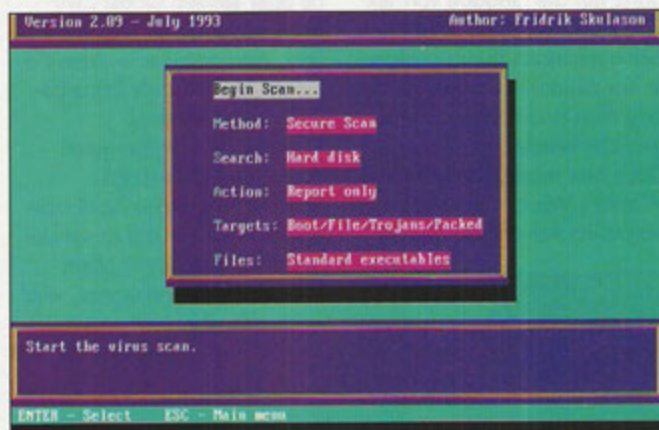 Version 2.09 - July 1993 Author: Fridrik Skulason
Begin Scan...
Method: Secure Scan
Search: Hard disk
Action: Report only
Targets: Boot/File/Trojans/Packed
Files: Standard executables
Start the virus scan.
ENTER - Select ESC - Main menu